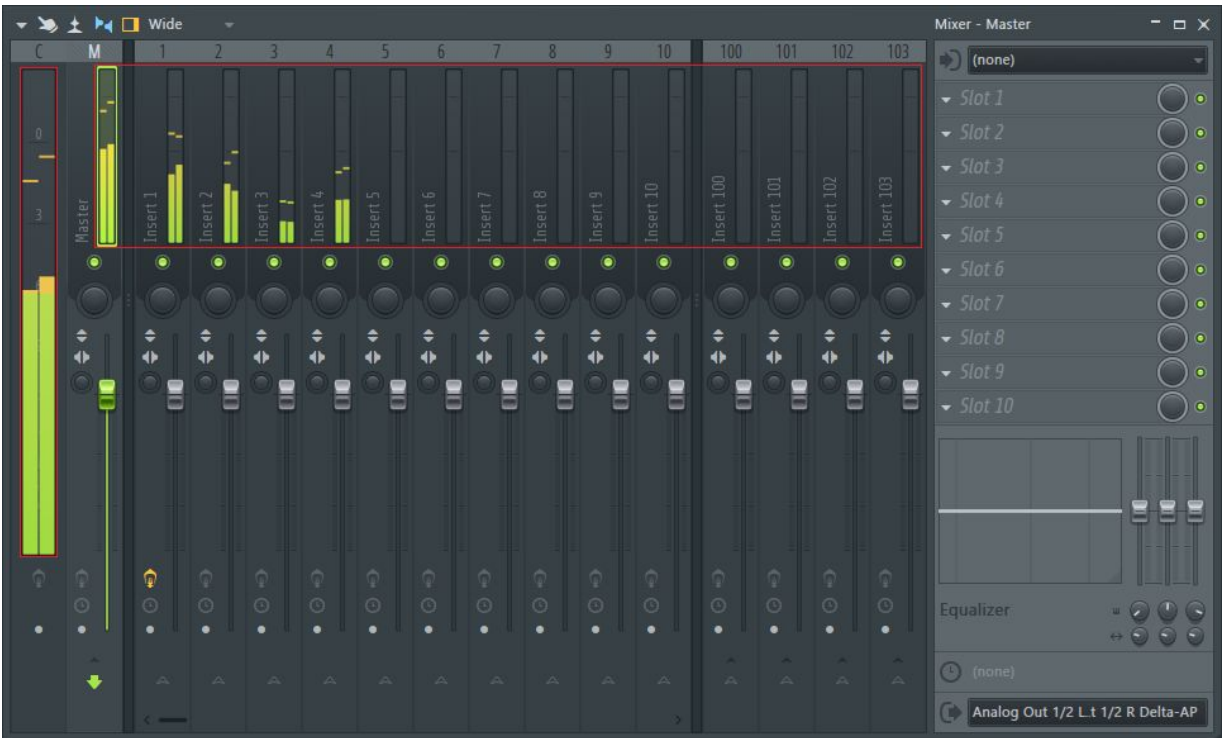 Wide
Mixer - Master
C M 1 2 3 4 5 6 7 8 9 10 100 101 102 103
(none)
0
3
Master
Insert 1
Insert 2
Insert 3
Insert 4
Insert 5
Insert 6
Insert 7
Insert 8
Insert 9
Insert 10
Insert 100
Insert 101
Insert 102
Insert 103
Slot 1
Slot 2
Slot 3
Slot 4
Slot 5
Slot 6
Slot 7
Slot 8
Slot 9
Slot 10
Equalizer
(none)
Analog Out 1/2 L..t 1/2 R Delta-AP